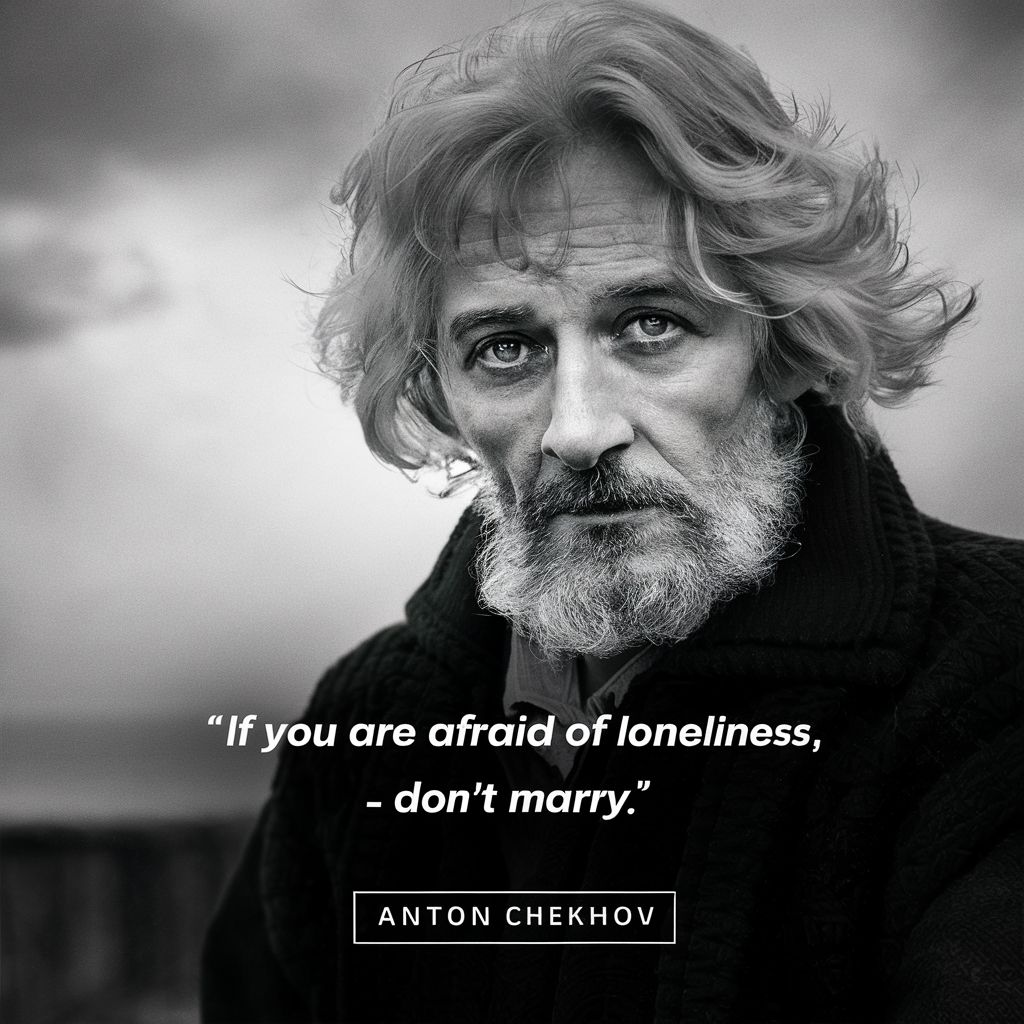 “If you are afraid of loneliness,
- don’t marry.”
ANTON CHEKHOV